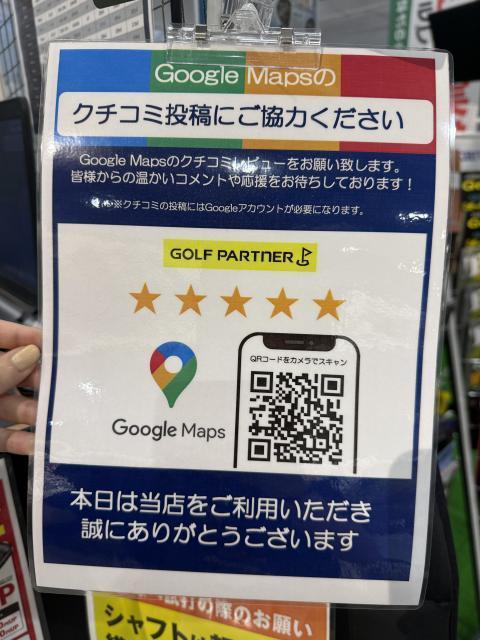 Google Mapsの
クチコミ投稿にご協力ください
Google Mapsのクチコミレビューをお願い致します。
皆様からの温かいコメントや応援をお待ちしております！
※クチコミの投稿にはGoogleアカウントが必要になります。
GOLF PARTNER
QRコードをカメラでスキャン
Google Maps
本日は当店をご利用いただき
誠にありがとうございます
の際のお願い
シャフトに